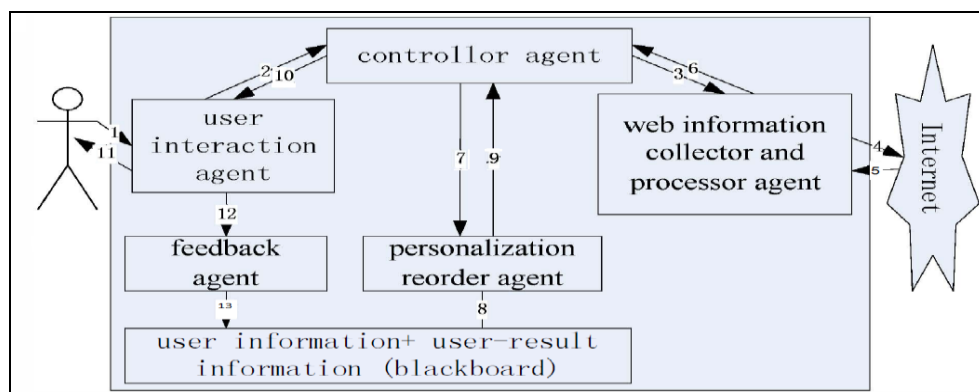 controllor agent
2
10
3
6
user
interaction
agent
1
11
web information
collector and
processor agent
4
5
Internet
7
.9
12
feedback
agent
personalization
reorder agent
13
8
user information+ user-result
information (blackboard)